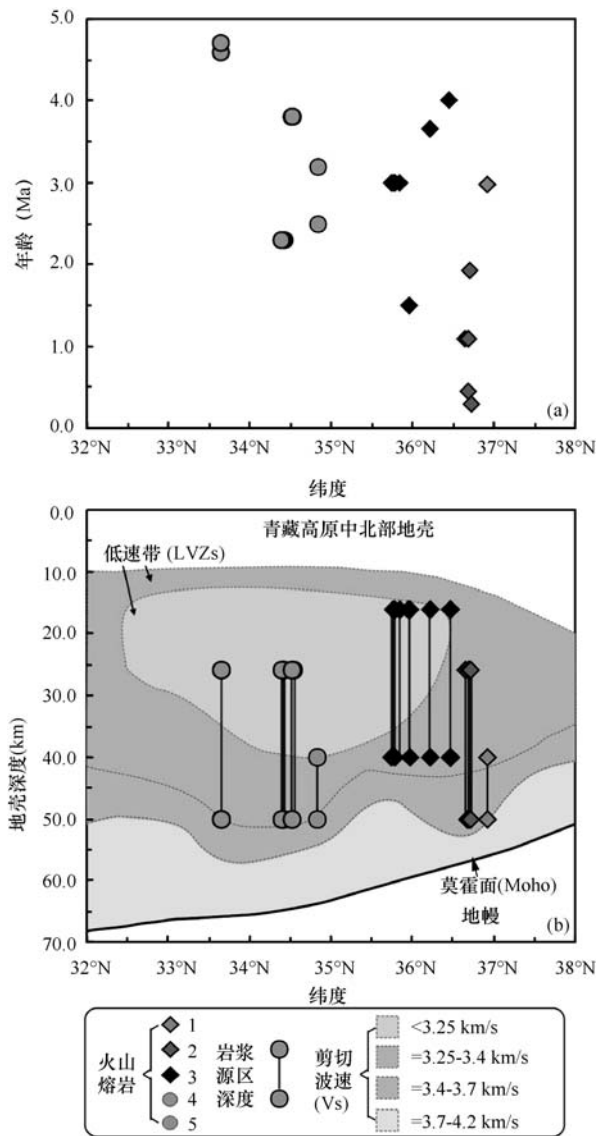 5.0
4.0
3.0
2.0
1.0
0.0
年龄 (Ma)
(a)
32°N 33°N 34°N 35°N 36°N 37°N 38°N
纬度
0.0
10.0
20.0
30.0
40.0
50.0
60.0
70.0
地壳深度(km)
青藏高原中北部地壳
低速带 (LVZs)
莫霍面(Moho)
地幔
(b)
32°N 33°N 34°N 35°N 36°N 37°N 38°N
纬度
火山
熔岩
1
2
3
4
5
岩浆
源区
深度
剪切
波速
(Vs)
<3.25 km/s
=3.25-3.4 km/s
=3.4-3.7 km/s
=3.7-4.2 km/s